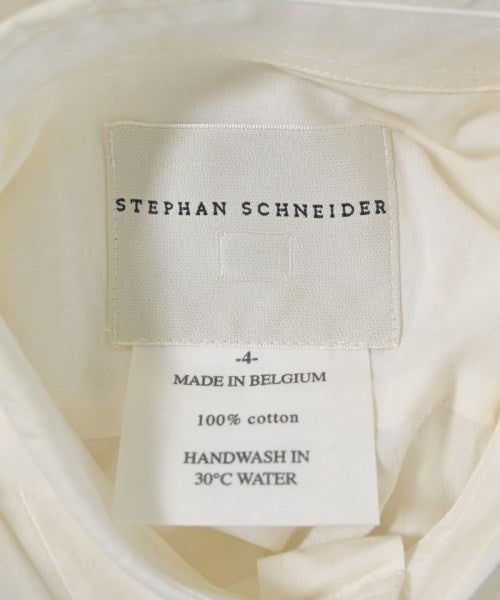 STEPHAN SCHNEIDER
-4-
MADE IN BELGIUM
100% cotton
HANDWASH IN
30°C WATER